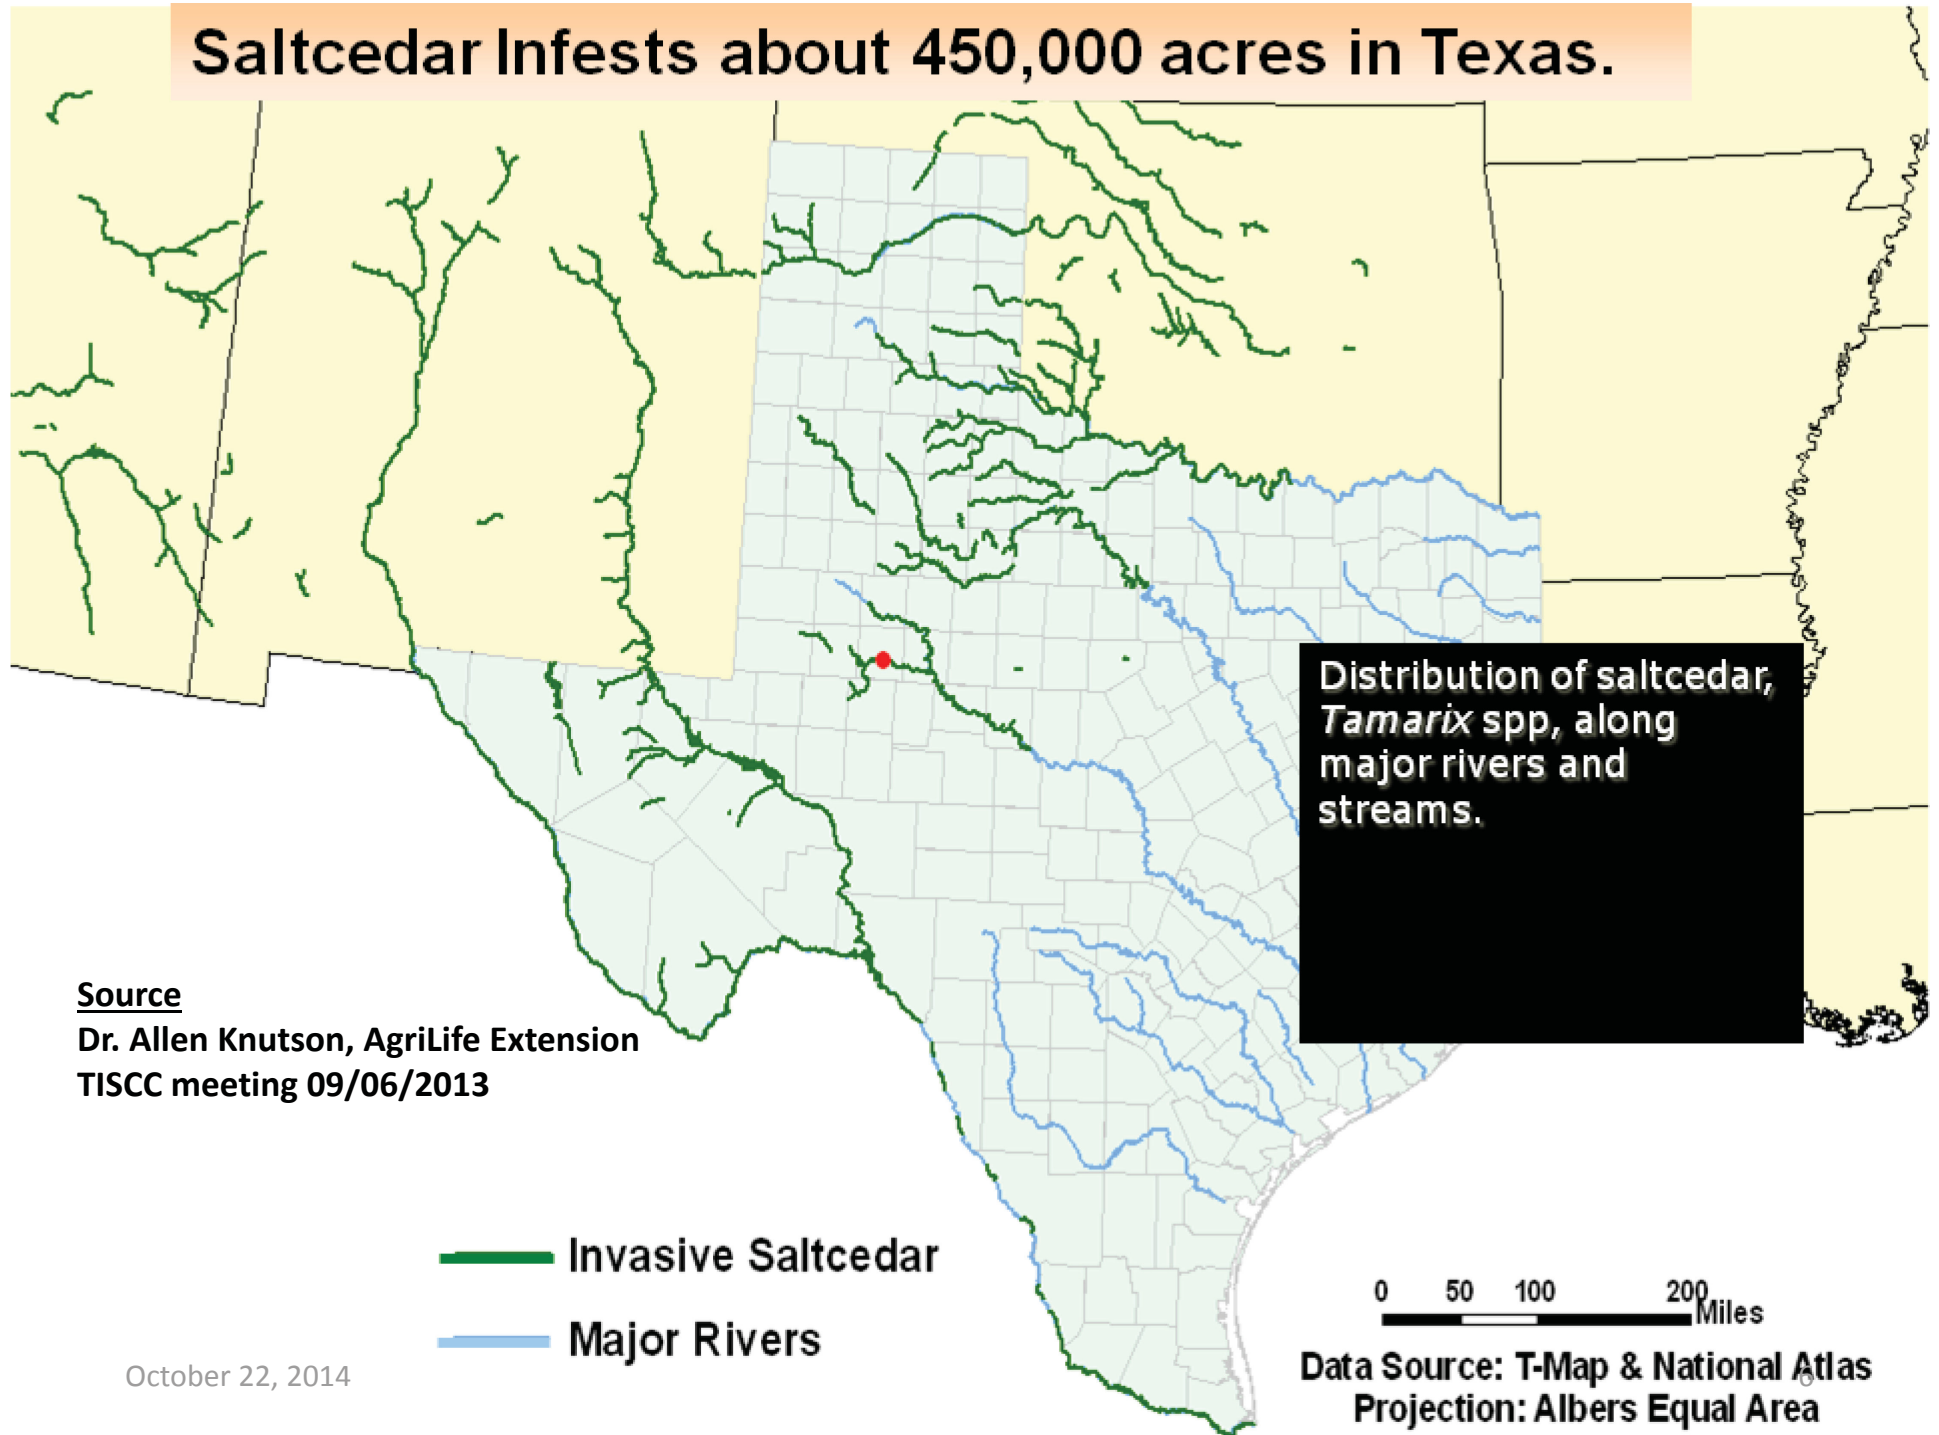 Saltcedar Infests about 450,000 acres in Texas.
Distribution of saltcedar,
Tamarix spp, along
major rivers and
streams.
Source
Dr. Allen Knutson, AgriLife Extension
TISCC meeting 09/06/2013
Invasive Saltcedar
Major Rivers
0 50 100 200
Miles
Data Source: T-Map & National Atlas
Projection: Albers Equal Area
October 22, 2014
6